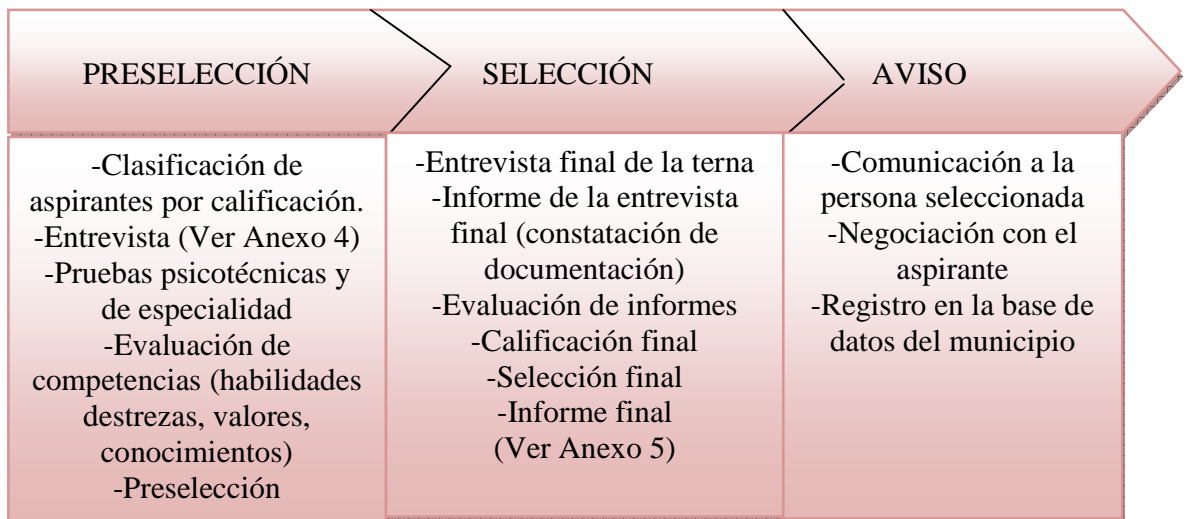 PRESELECCIÓN
SELECCIÓN
AVISO
-Clasificación de
aspirantes por calificación.
-Entrevista (Ver Anexo 4)
-Pruebas psicotécnicas y
de especialidad
-Evaluación de
competencias (habilidades
destrezas, valores,
conocimientos)
-Preselección
-Entrevista final de la terna
-Informe de la entrevista
final (constatación de
documentación)
-Evaluación de informes
-Calificación final
-Selección final
-Informe final
(Ver Anexo 5)
-Comunicación a la
persona seleccionada
-Negociación con el
aspirante
-Registro en la base de
datos del municipio